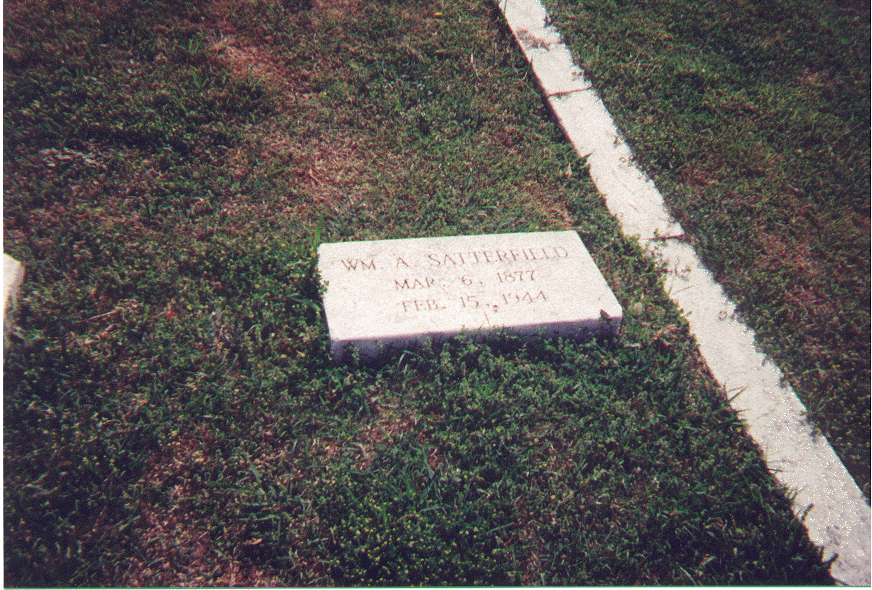 WM. A. SATTERFIELD
MAR. 6, 1877
FEB. 15, 1944